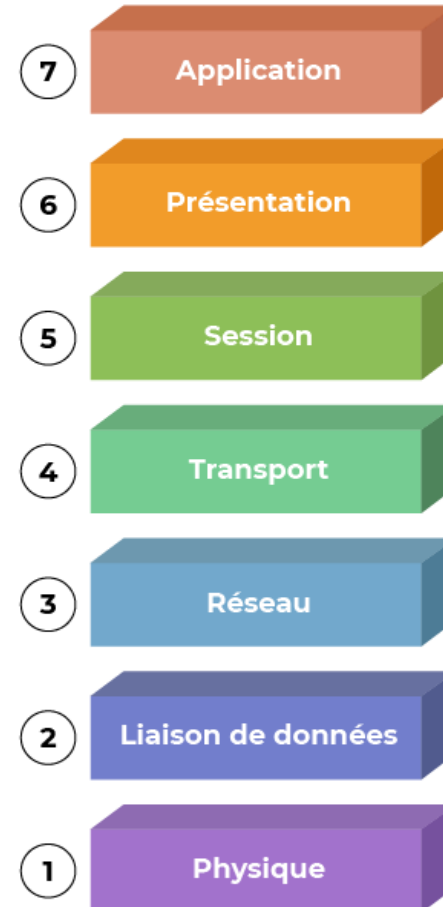 7 Application
6 Présentation
5 Session
4 Transport
3 Réseau
2 Liaison de données
1 Physique